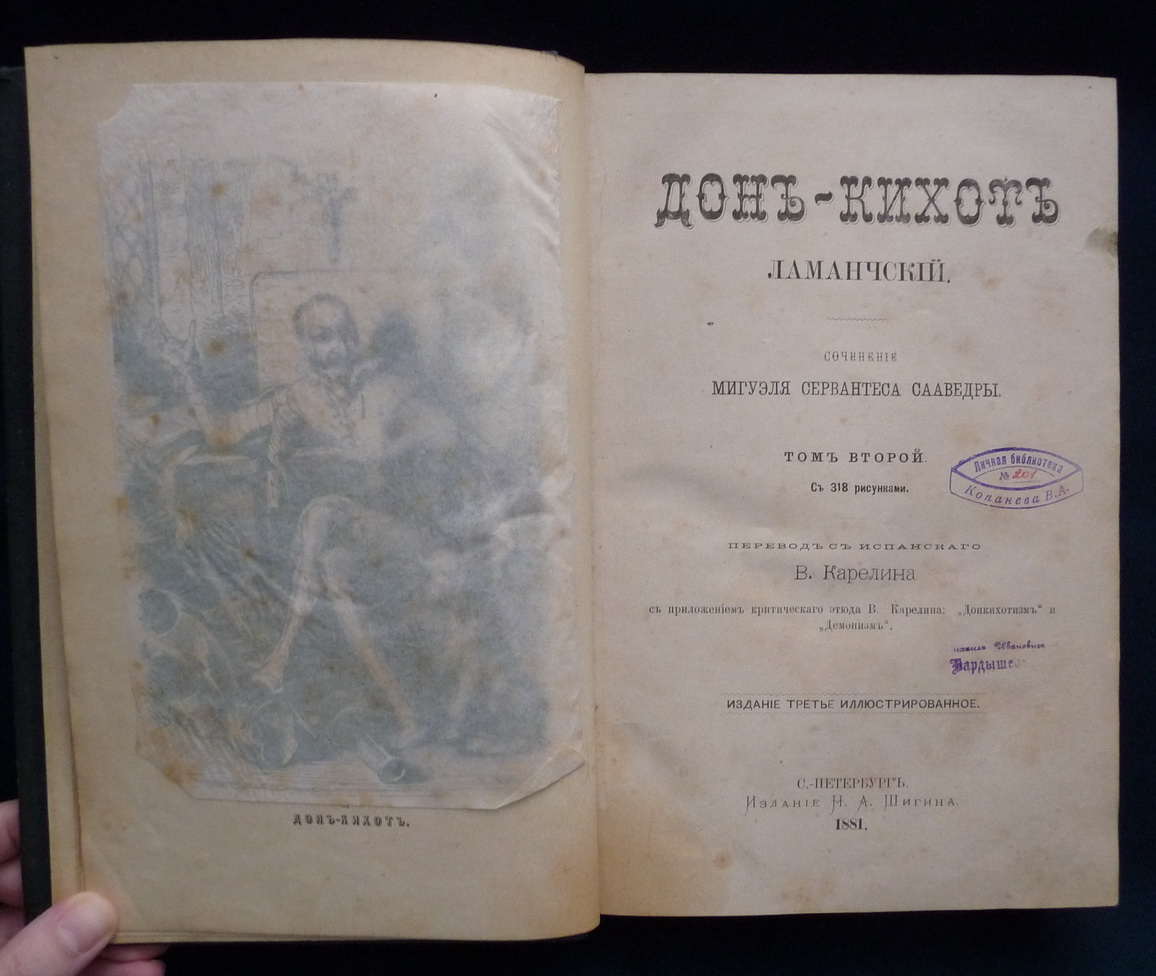 ДОНЪ-КИХОТЪ.
ДОНЪ-КИХОТЪ
ЛАМАНЧСКІЙ.
СОЧИНЕНІЕ
МИГУЭЛЯ СЕРВАНТЕСА СААВЕДРЫ.
ТОМЪ ВТОРОЙ.
Съ 318 рисунками.
Личная библиотека
№ 201
Копанева В.А.
ПЕРЕВОДЪ СЪ ИСПАНСКАГО
В. Карелина
съ приложеніемъ критическаго этюда В. Карелина: „Донкихотизмъ“ и
„Демонизмъ“.
Ивановичъ
ИЗДАНІЕ ТРЕТЬЕ ИЛЛЮСТРИРОВАННОЕ.
С.-ПЕТЕРБУРГЪ.
Изданіе Н. А. Шигина.
1881.